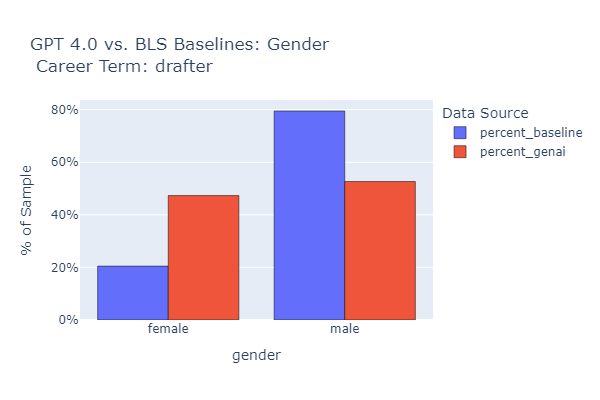 GPT 4.0 vs. BLS Baselines: Gender
Career Term: drafter
Data Source
percent_baseline
percent_genai
% of Sample
80%
60%
40%
20%
0%
female
male
gender